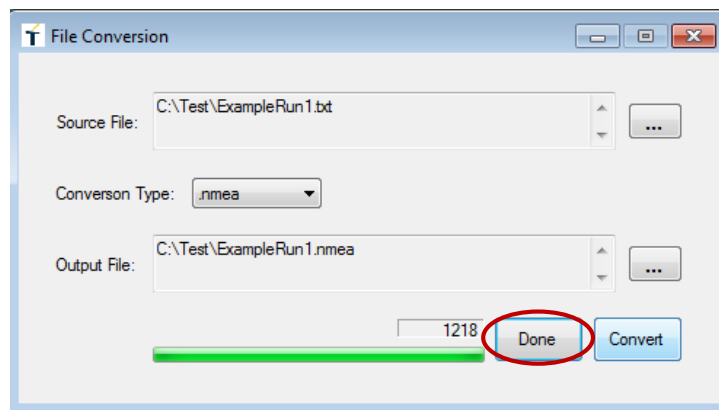 File Conversion
Source File:
C:\Test\ExampleRun1.txt
...
Converson Type:
.nmea
Output File:
C:\Test\ExampleRun1.nmea
...
1218
Done
Convert